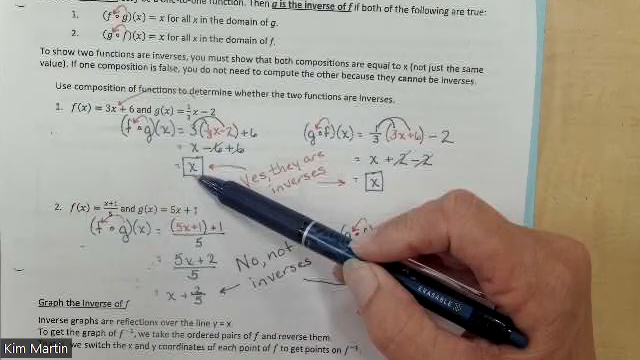 one-to-one function. Then g is the inverse of f if both of the following are true:
1. (f∘g)(x) = x for all x in the domain of g.
2. (g∘f)(x) = x for all x in the domain of f.
To show two functions are inverses, you must show that both compositions are equal to x (not just the same
value). If one composition is false, you do not need to compute the other because they cannot be inverses.
Use composition of functions to determine whether the two functions are inverses.
1. f(x) = 3x + 6 and g(x) = 1/3 x − 2
(f∘g)(x) = 3(1/3x−2)+6
= x −6+6
= x
(g∘f)(x) = 1/3(3x+6) −2
= x +2−2
= x
Yes, they are
inverses
2. f(x) = x+1/5 and g(x) = 5x + 1
(f∘g)(x) = (5x+1)+1/5
= 5x+2/5
= x + 2/5
No, not
inverses
Graph the Inverse of f
Inverse graphs are reflections over the line y = x
To get the graph of f⁻¹, we take the ordered pairs of f and reverse them.
we switch the x and y coordinates of each point of f to get points on f⁻¹.
ERASABLE
Kim Martin